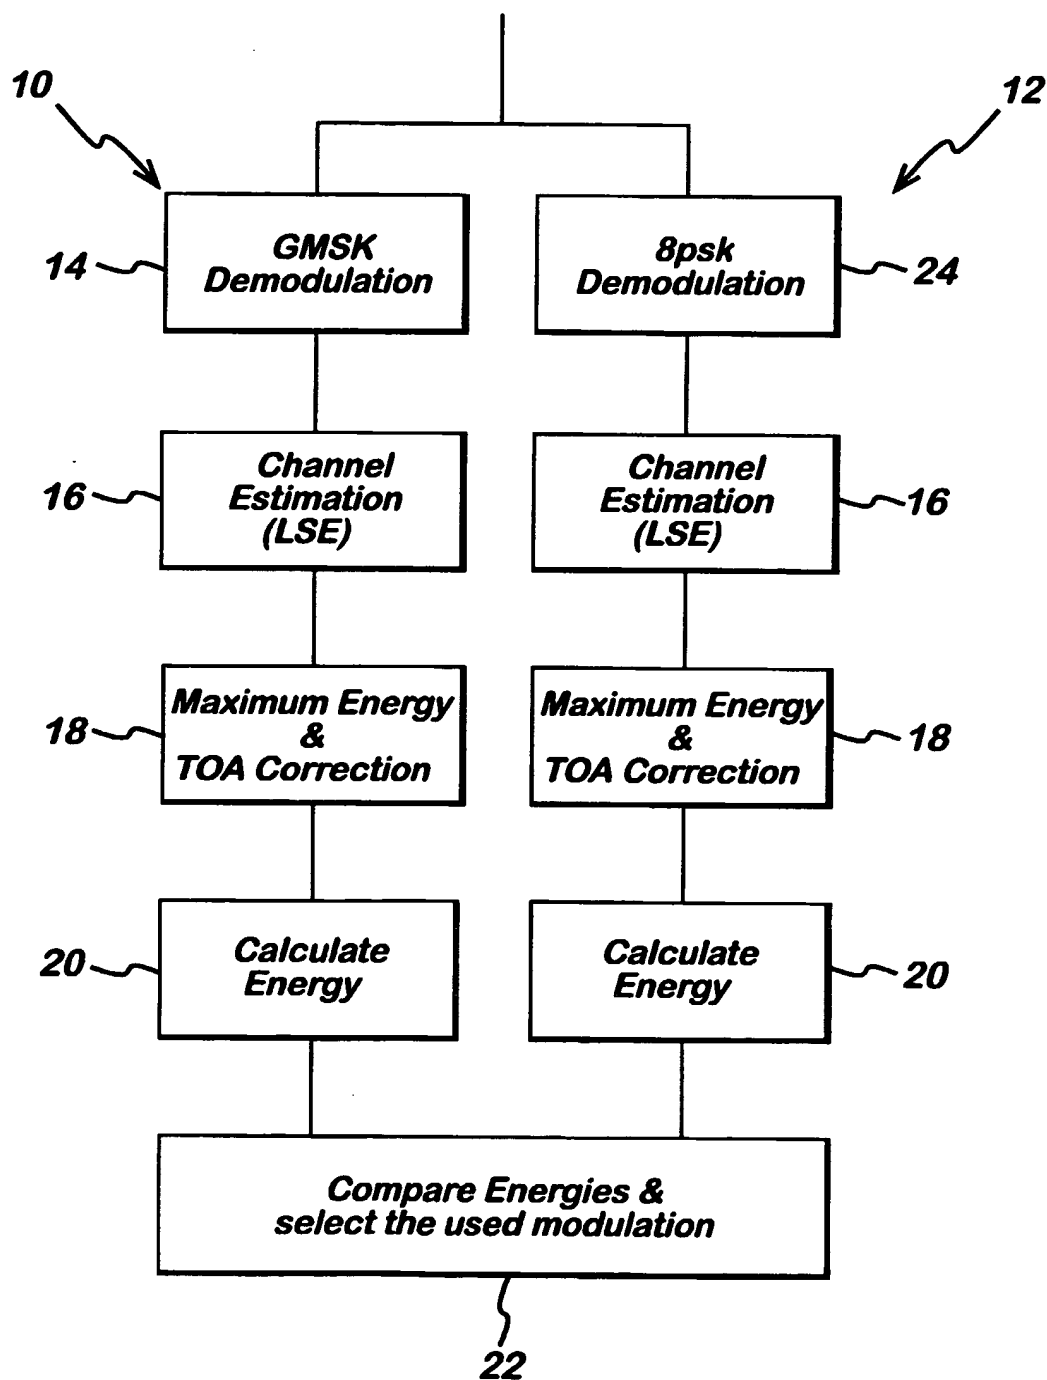 10
12
GMSK
Demodulation
14
8psk
Demodulation
24
Channel
Estimation
(LSE)
16
Channel
Estimation
(LSE)
16
Maximum Energy
&
TOA Correction
18
Maximum Energy
&
TOA Correction
18
Calculate
Energy
20
Calculate
Energy
20
Compare Energies &
select the used modulation
22